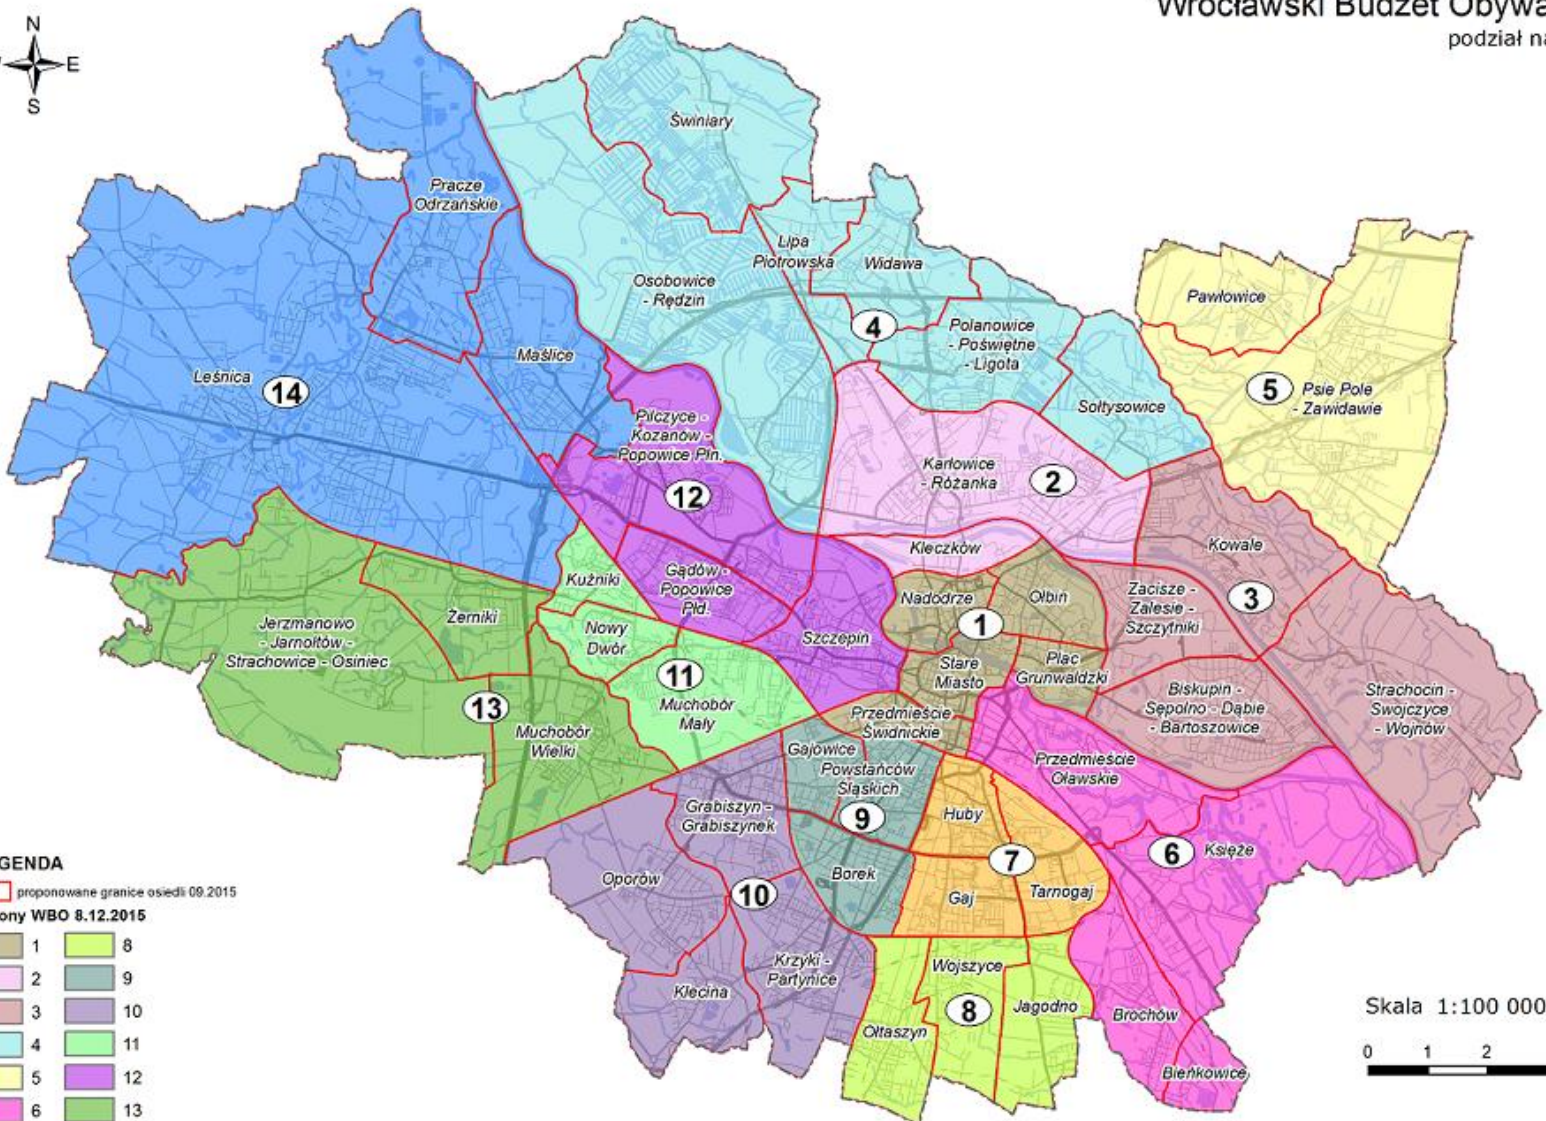 Wrocławski Budżet Obywa
podział na
N
E
S
Świniary
Pracze
Odrzańskie
Lipa
Piotrowska
Widawa
Osobowice
- Rędzin
Pawłowice
4
Polanowice
- Poświętne
- Ligota
Maślice
Leśnica
14
5
Psie Pole
- Zawidawie
Sołtysowice
Pilczyce -
Kozanów -
Popowice Płn.
Karłowice
- Różanka
2
12
Kleczków
Kowale
Kuźniki
Gądów -
Popowice
Płd.
Nadodrze
Ołbin
Zacisze -
Zalesie -
Szczytniki
3
Jerzmanowo
- Jarnołtów -
Strachowice - Osiniec
Żerniki
Nowy
Dwór
Szczepin
1
Stare
Miasto
Plac
Grunwaldzki
11
Muchobór
Mały
Biskupin -
Sępolno - Dąbie
- Bartoszowice
Strachocin -
Swojczyce
- Wojnów
13
Muchobór
Wielki
Przedmieście
Świdnickie
Gajowice
Powstańców
Śląskich
Przedmieście
Oławskie
Grabiszyn -
Grabiszynek
9
Huby
7
6
Księże
Oporów
10
Borek
Gaj
Tarnogaj
Krzyki -
Partynice
Klecina
Wojszyce
8
Jagodno
Ołtaszyn
Brochów
Bieńkowice
GENDA
proponowane granice osiedli 09.2015
ony WBO 8.12.2015
1 8
2 9
3 10
4 11
5 12
6 13
Skala 1:100 000
0 1 2